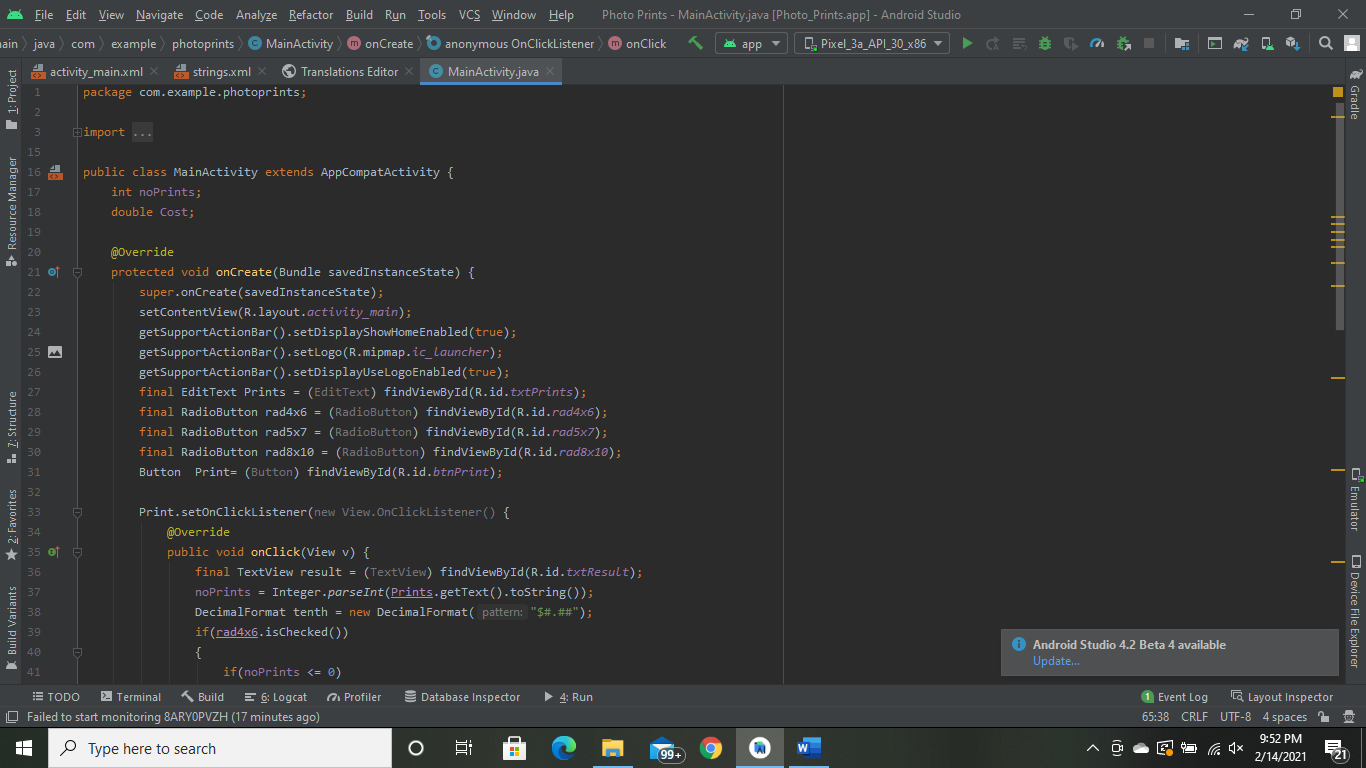 File Edit View Navigate Code Analyze Refactor Build Run Tools VCS Window Help Photo Prints - MainActivity.java [Photo_Prints.app] - Android Studio
ain java com example photoprints MainActivity onCreate anonymous OnClickListener onClick app Pixel_3a_API_30_x86
activity_main.xml strings.xml Translations Editor MainActivity.java
1: Project
Resource Manager
7: Structure
2: Favorites
Build Variants
1 package com.example.photoprints;
2
3 import ...
15
16 public class MainActivity extends AppCompatActivity {
17 int noPrints;
18 double Cost;
19
20 @Override
21 protected void onCreate(Bundle savedInstanceState) {
22 super.onCreate(savedInstanceState);
23 setContentView(R.layout.activity_main);
24 getSupportActionBar().setDisplayShowHomeEnabled(true);
25 getSupportActionBar().setLogo(R.mipmap.ic_launcher);
26 getSupportActionBar().setDisplayUseLogoEnabled(true);
27 final EditText Prints = (EditText) findViewById(R.id.txtPrints);
28 final RadioButton rad4x6 = (RadioButton) findViewById(R.id.rad4x6);
29 final RadioButton rad5x7 = (RadioButton) findViewById(R.id.rad5x7);
30 final RadioButton rad8x10 = (RadioButton) findViewById(R.id.rad8x10);
31 Button Print= (Button) findViewById(R.id.btnPrint);
32
33 Print.setOnClickListener(new View.OnClickListener() {
34 @Override
35 public void onClick(View v) {
36 final TextView result = (TextView) findViewById(R.id.txtResult);
37 noPrints = Integer.parseInt(Prints.getText().toString());
38 DecimalFormat tenth = new DecimalFormat( pattern: "$#.##");
39 if(rad4x6.isChecked())
40 {
41 if(noPrints <= 0)
Gradle
Emulator
Device File Explorer
Android Studio 4.2 Beta 4 available
Update...
TODO Terminal Build 6: Logcat Profiler Database Inspector 4: Run 1 Event Log Layout Inspector
Failed to start monitoring 8ARY0PVZH (17 minutes ago) 65:38 CRLF UTF-8 4 spaces
Type here to search 99+ W 9:52 PM
2/14/2021 21